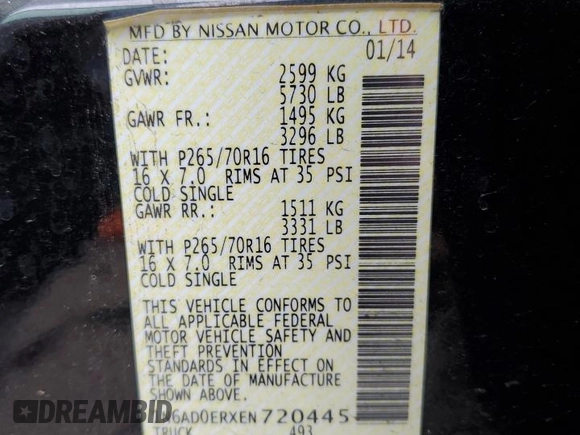 MFD BY NISSAN MOTOR CO., LTD.
DATE: 01/14
GVWR: 2599 KG
5730 LB
GAWR FR.: 1495 KG
3296 LB
WITH P265/70R16 TIRES
16 X 7.0 RIMS AT 35 PSI
COLD SINGLE
GAWR RR.: 1511 KG
3331 LB
WITH P265/70R16 TIRES
16 X 7.0 RIMS AT 35 PSI
COLD SINGLE
THIS VEHICLE CONFORMS TO
ALL APPLICABLE FEDERAL
MOTOR VEHICLE SAFETY AND
THEFT PREVENTION
STANDARDS IN EFFECT ON
THE DATE OF MANUFACTURE
SHOWN ABOVE.
6AD0ERXEN720445
TRUCK 493
DREAMBID